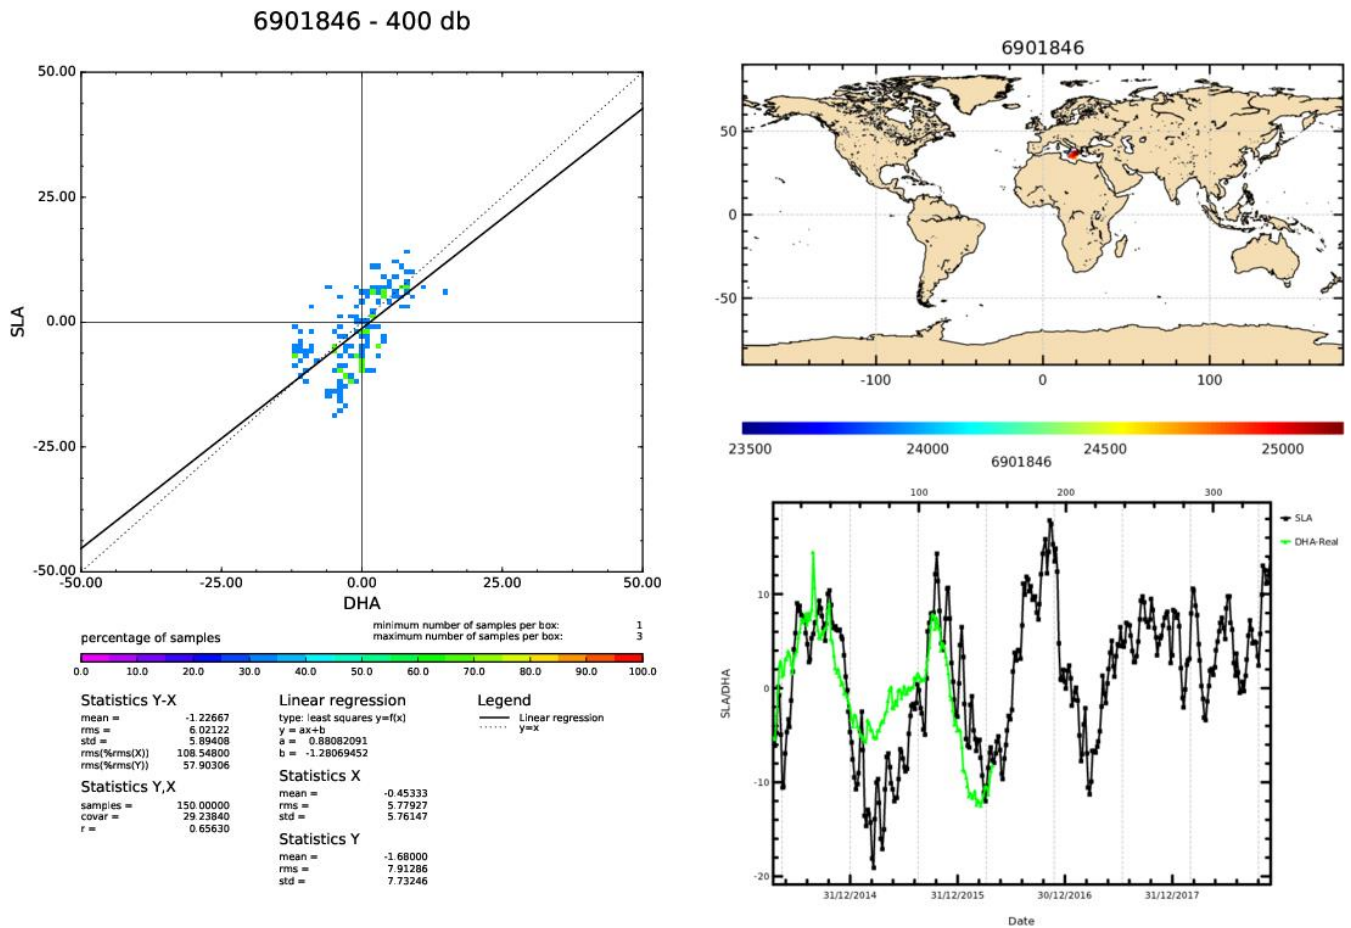 6901846 - 400 db
50.00
25.00
0.00
-25.00
-50.00
SLA
-50.00 -25.00 0.00 25.00 50.00
DHA
percentage of samples
minimum number of samples per box: 1
maximum number of samples per box: 3
0.0 10.0 20.0 30.0 40.0 50.0 60.0 70.0 80.0 90.0 100.0
Statistics Y-X
mean = -1.22667
rms = 6.02122
std = 5.89408
rms(%rms(X)) 108.54800
rms(%rms(Y)) 57.90306
Statistics Y,X
samples = 150.00000
covar = 29.23840
r = 0.65630
Linear regression
type: least squares y=f(x)
y = ax+b
a = 0.88082091
b = -1.28069452
Statistics X
mean = -0.45333
rms = 5.77927
std = 5.76147
Statistics Y
mean = -1.68000
rms = 7.91286
std = 7.73246
Legend
Linear regression
y=x
6901846
50
0
-50
-100 0 100
23500 24000 24500 25000
6901846
100 200 300
SLA
DHA-Real
10
0
-10
-20
SLA/DHA
31/12/2014 31/12/2015 30/12/2016 31/12/2017
Date